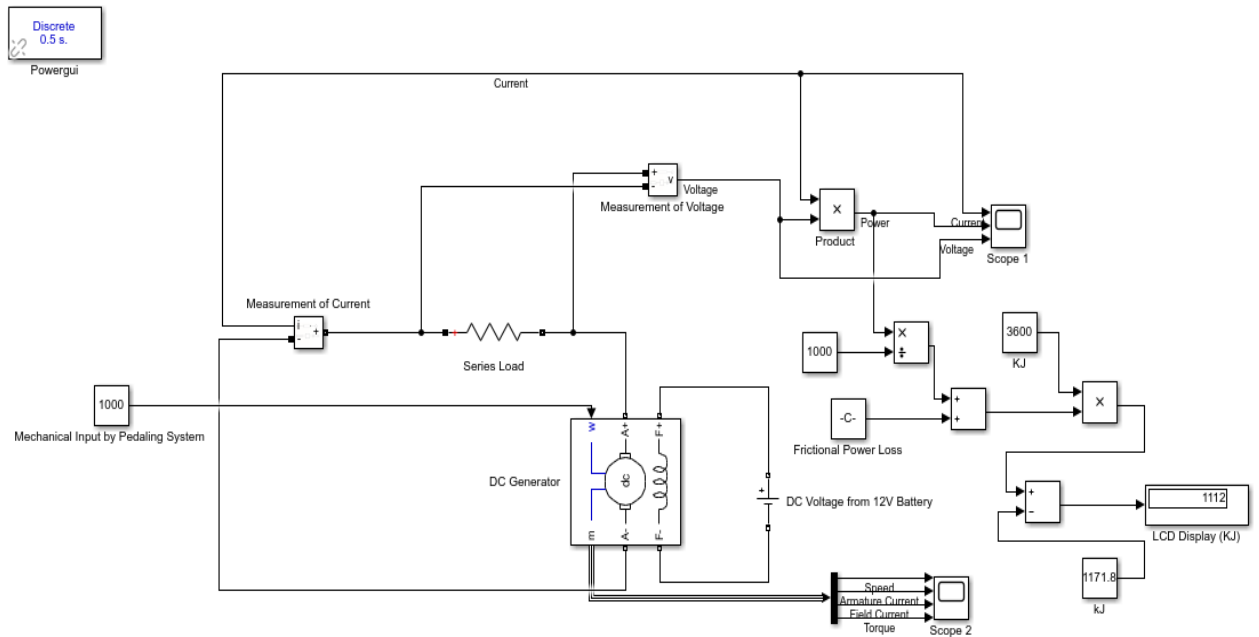 Discrete
0.5 s.
Powergui
Current
+
-
v
Voltage
Measurement of Voltage
×
Product
Power
Current
Voltage
Scope 1
Measurement of Current
i
+
-
+
Series Load
1000
×
÷
3600
KJ
1000
Mechanical Input by Pedaling System
-C-
Frictional Power Loss
+
+
×
w
A+
F+
DC Generator
dc
m
A-
F-
+
DC Voltage from 12V Battery
+
-
1112
LCD Display (KJ)
1171.8
kJ
Speed
Armature Current
Field Current
Torque
Scope 2